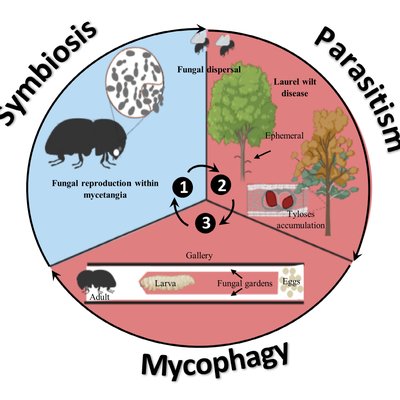 Symbiosis
Parasitism
Fungal dispersal
Laurel wilt
disease
Ephemeral
Fungal reproduction within
mycetangia
1
2
3
Tyloses
accumulation
Gallery
Adult
Larva
Fungal gardens
Eggs
Mycophagy